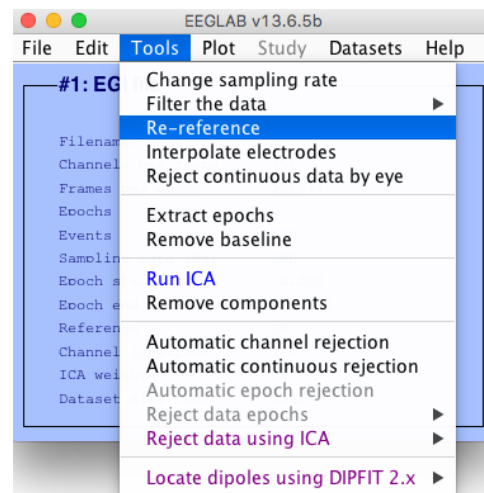 EEGLAB v13.6.5b
File Edit Tools Plot Study Datasets Help
#1: EG
Change sampling rate
Filter the data
Re-reference
Interpolate electrodes
Reject continuous data by eye
Extract epochs
Remove baseline
Run ICA
Remove components
Automatic channel rejection
Automatic continuous rejection
Automatic epoch rejection
Reject data epochs
Reject data using ICA
Locate dipoles using DIPFIT 2.x
Filenam
Channel
Frames
Epochs
Events
Samplin
Epoch s
Epoch e
Referen
Channel
ICA wei
Dataset